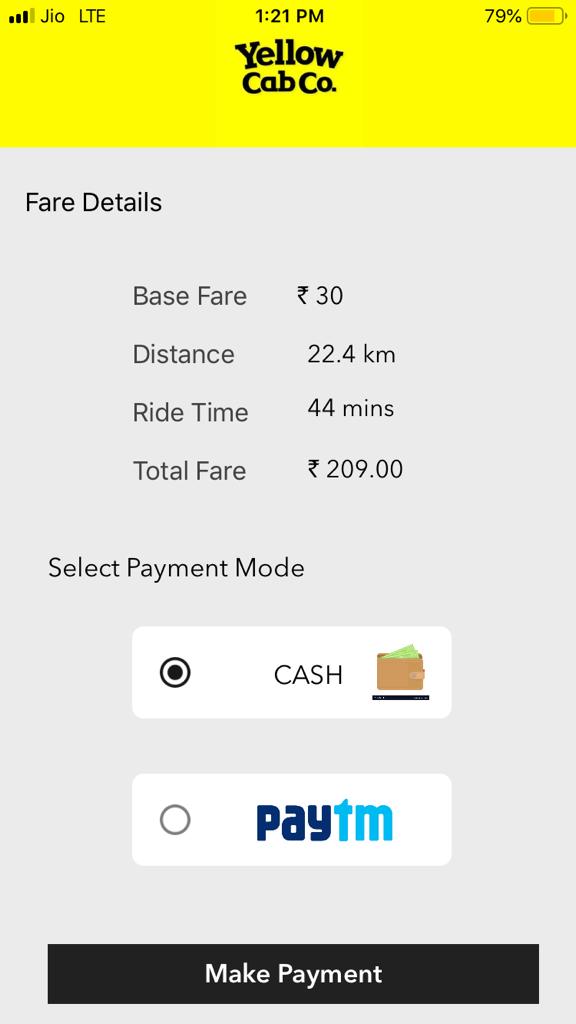 Jio LTE 1:21 PM 79%
Yellow
Cab Co.
Fare Details
Base Fare ₹ 30
Distance 22.4 km
Ride Time 44 mins
Total Fare ₹ 209.00
Select Payment Mode
CASH
paytm
Make Payment